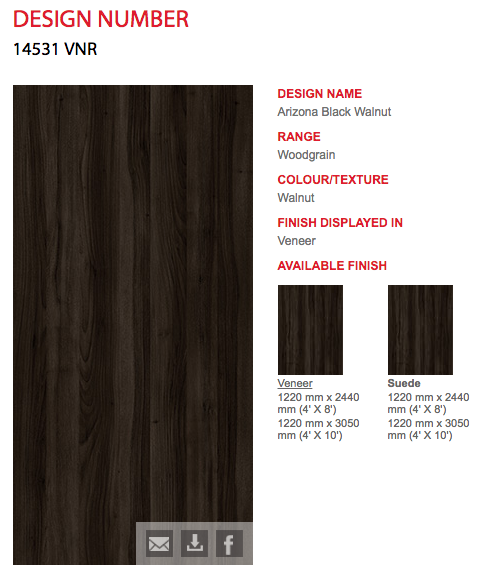 DESIGN NUMBER
14531 VNR
DESIGN NAME
Arizona Black Walnut
RANGE
Woodgrain
COLOUR/TEXTURE
Walnut
FINISH DISPLAYED IN
Veneer
AVAILABLE FINISH
Veneer
1220 mm x 2440
mm (4' X 8')
1220 mm x 3050
mm (4' X 10')
Suede
1220 mm x 2440
mm (4' X 8')
1220 mm x 3050
mm (4' X 10')